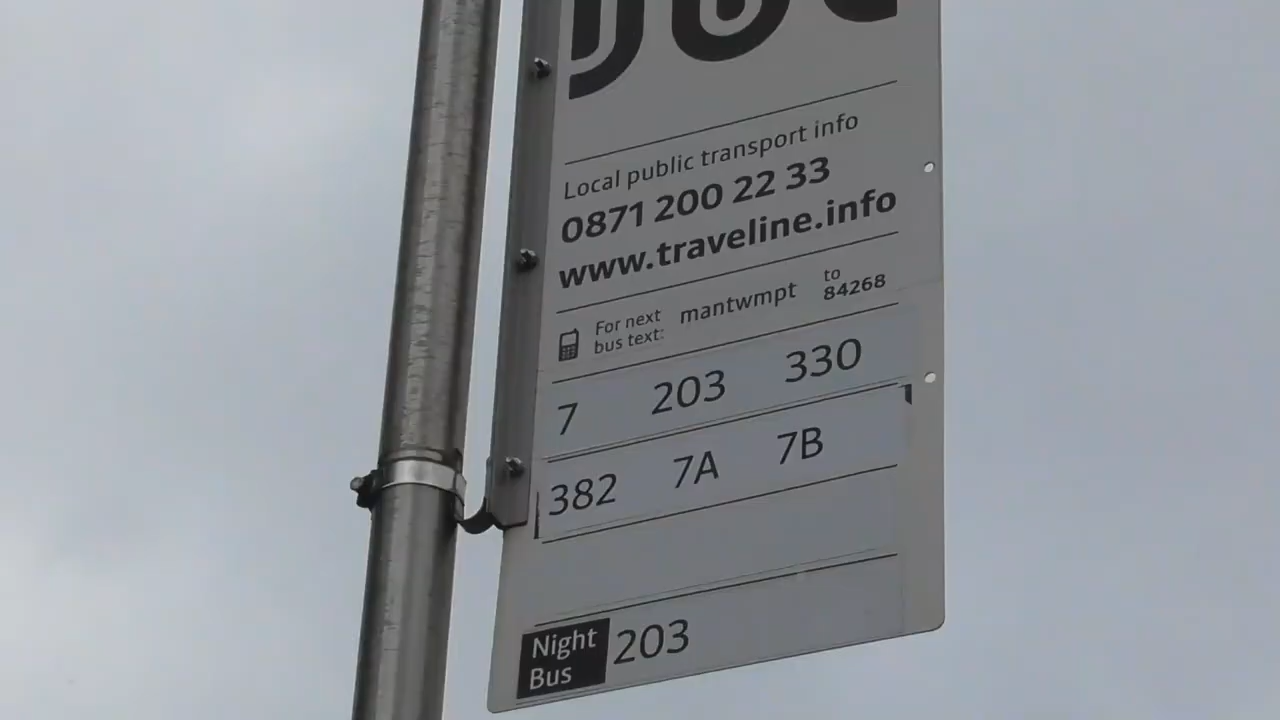 Local public transport info
0871 200 22 33
www.traveline.info
For next bus text: mantwmpt to 84268
7 203 330
382 7A 7B
Night Bus 203